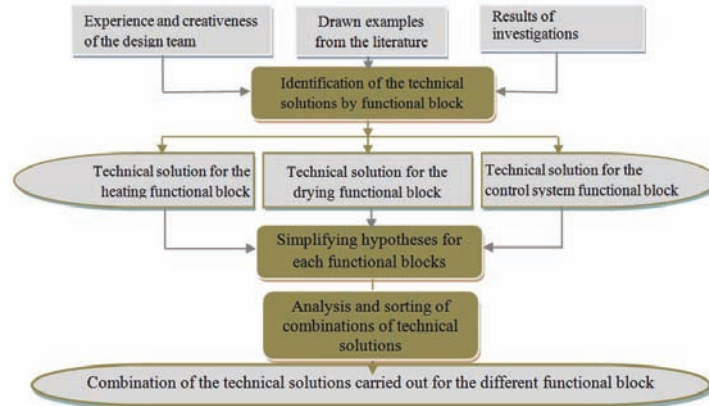 Experience and creativeness
of the design team
Drawn examples
from the literature
Results of
investigations
Identification of the technical
solutions by functional block
Technical solution for the
heating functional block
Technical solution for the
drying functional block
Technical solution for the
control system functional block
Simplifying hypotheses for
each functional blocks
Analysis and sorting of
combinations of technical
solutions
Combination of the technical solutions carried out for the different functional block